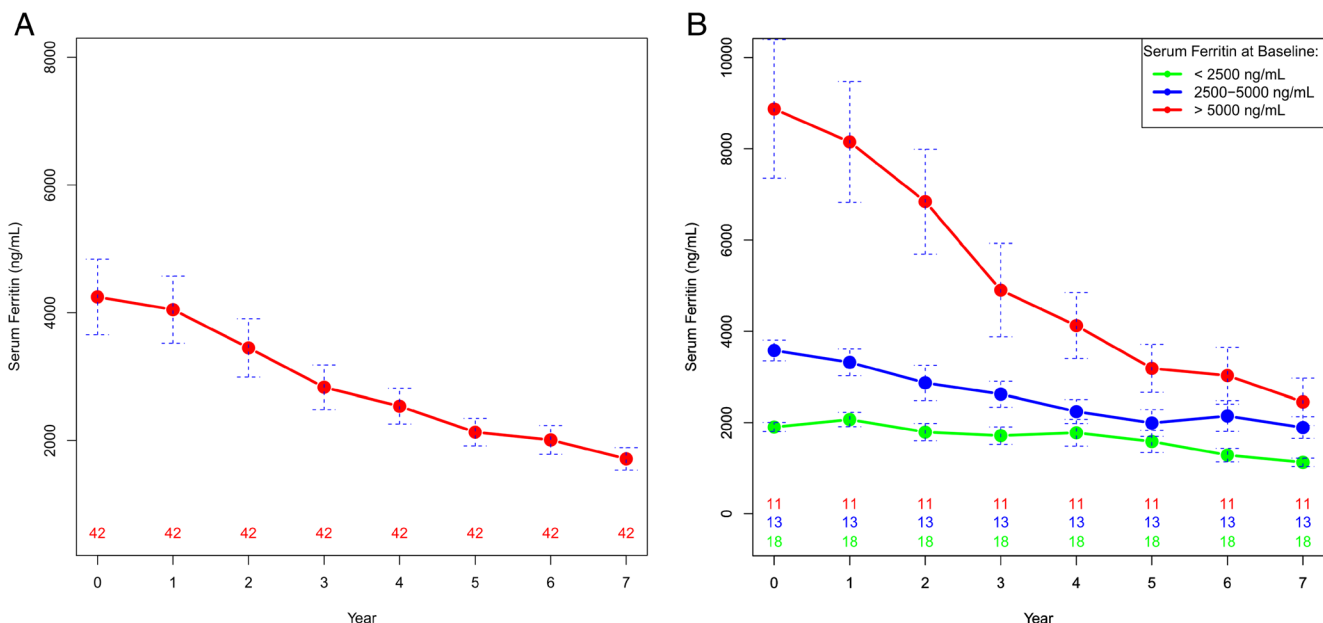 A
Serum Ferritin (ng/mL)
8000
6000
4000
2000
42 42 42 42 42 42 42 42
0 1 2 3 4 5 6 7
Year
B
Serum Ferritin (ng/mL)
10000
8000
6000
4000
2000
0
Serum Ferritin at Baseline:
< 2500 ng/mL
2500−5000 ng/mL
> 5000 ng/mL
11 11 11 11 11 11 11 11
13 13 13 13 13 13 13 13
18 18 18 18 18 18 18 18
0 1 2 3 4 5 6 7
Year